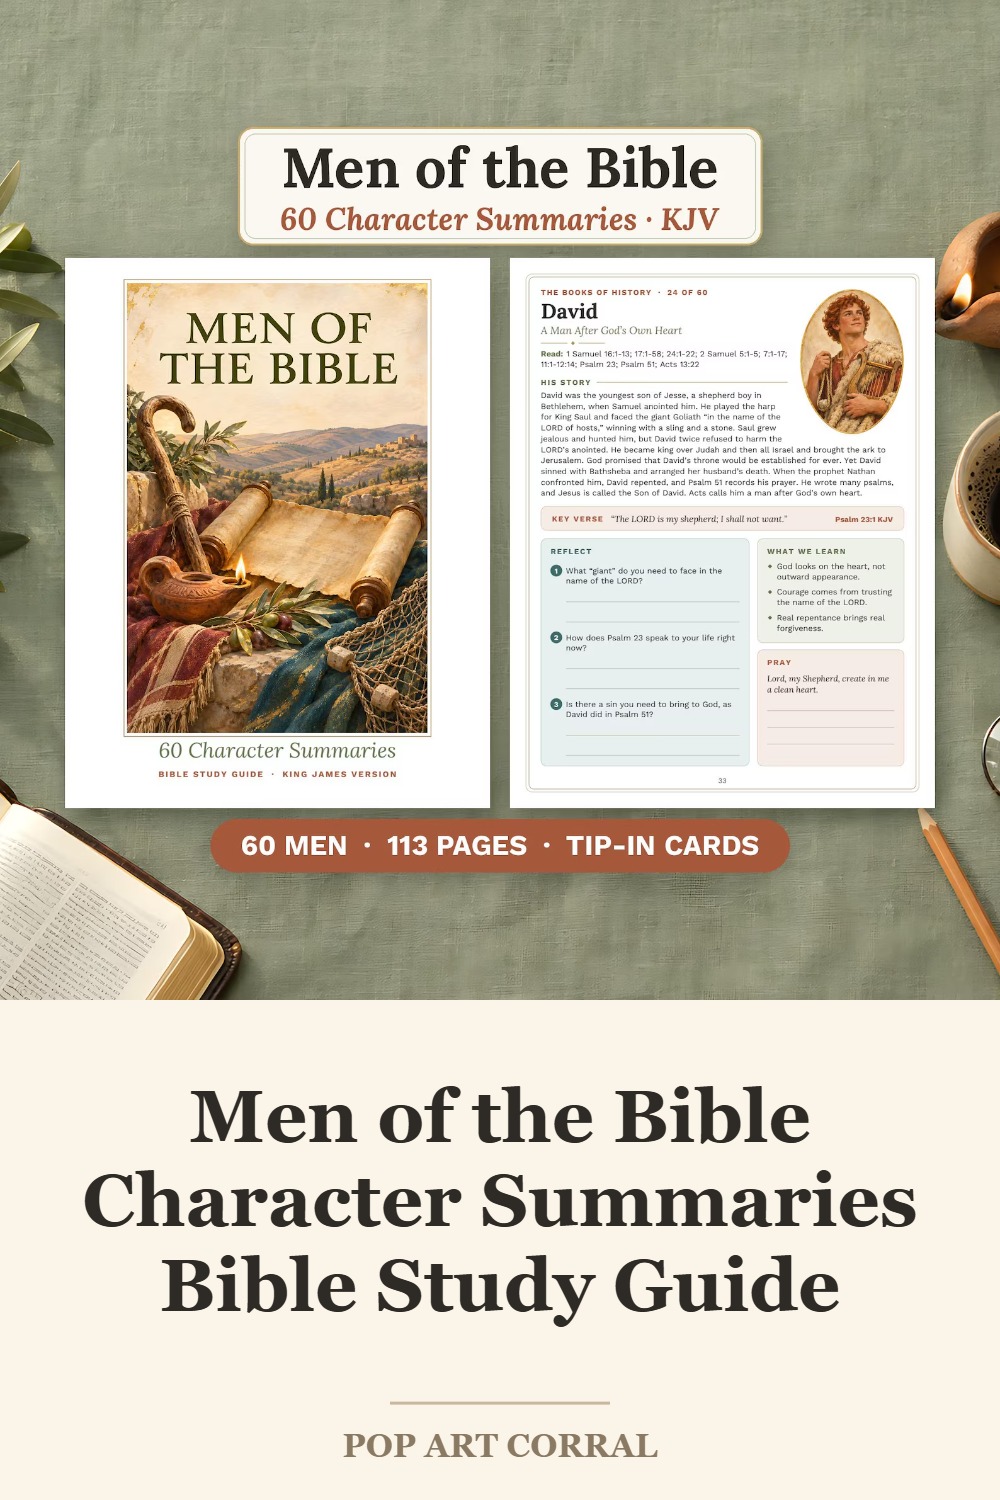 Men of the Bible
60 Character Summaries · KJV
MEN OF
THE BIBLE
60 Character Summaries
BIBLE STUDY GUIDE · KING JAMES VERSION
THE BOOKS OF HISTORY · 24 OF 60
David
A Man After God's Own Heart
Read: 1 Samuel 16:1-13; 17:1-58; 24:1-22; 2 Samuel 5:1-5; 7:1-17;
11:1-12:14; Psalm 23; Psalm 51; Acts 13:22
HIS STORY
David was the youngest son of Jesse, a shepherd boy in
Bethlehem, when Samuel anointed him. He played the harp
for King Saul and faced the giant Goliath “in the name of the
LORD of hosts,” winning with a sling and a stone. Saul grew
jealous and hunted him, but David twice refused to harm the
LORD's anointed. He became king over Judah and then all Israel and brought the ark to
Jerusalem. God promised that David's throne would be established for ever. Yet David
sinned with Bathsheba and arranged her husband's death. When the prophet Nathan
confronted him, David repented, and Psalm 51 records his prayer. He wrote many psalms,
and Jesus is called the Son of David. Acts calls him a man after God's own heart.
KEY VERSE “The LORD is my shepherd; I shall not want.” Psalm 23:1 KJV
REFLECT
1 What “giant” do you need to face in the
name of the LORD?
2 How does Psalm 23 speak to your life right
now?
3 Is there a sin you need to bring to God, as
David did in Psalm 51?
WHAT WE LEARN
• God looks on the heart, not
outward appearance.
• Courage comes from trusting
the name of the LORD.
• Real repentance brings real
forgiveness.
PRAY
Lord, my Shepherd, create in me
a clean heart.
33
60 MEN · 113 PAGES · TIP-IN CARDS
Men of the Bible
Character Summaries
Bible Study Guide
POP ART CORRAL